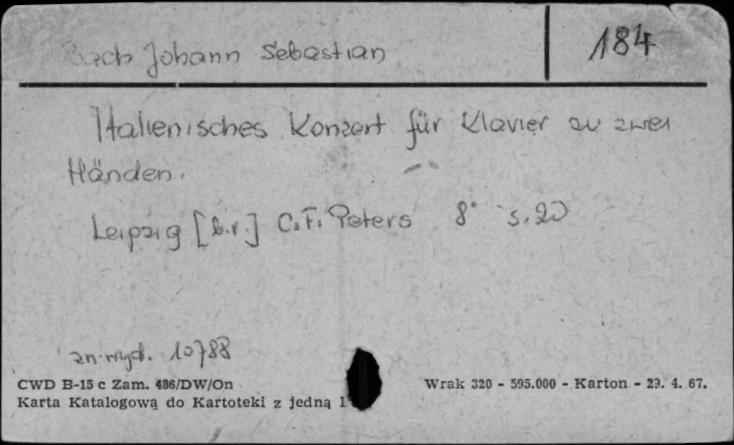 Bach Johann Sebastian
184
Italienisches Konzert für Klavier zu zwei
Händen.
Leipzig [b.r.] C.F. Peters 8° s. 20
zn. wyd. 10788
CWD B-15 c Zam. 486/DW/On
Wrak 320 - 595.000 - Karton - 29. 4. 67.
Karta Katalogową do Kartoteki z jedną